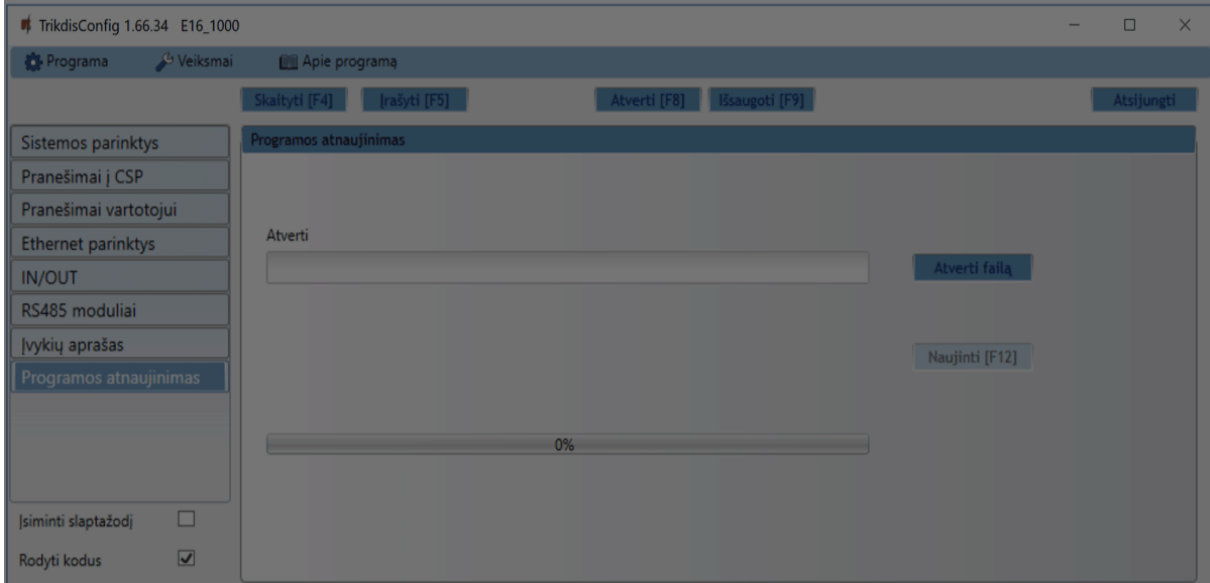 TrikdisConfig 1.66.34 E16_1000
Programa Veiksmai Apie programą
Skaityti [F4] Įrašyti [F5] Atverti [F8] Išsaugoti [F9] Atsijungti
Sistemos parinktys
Pranešimai į CSP
Pranešimai vartotojui
Ethernet parinktys
IN/OUT
RS485 moduliai
Įvykių aprašas
Programos atnaujinimas
Įsiminti slaptažodį
Rodyti kodus
Programos atnaujinimas
Atverti
Atverti failą
Naujinti [F12]
0%